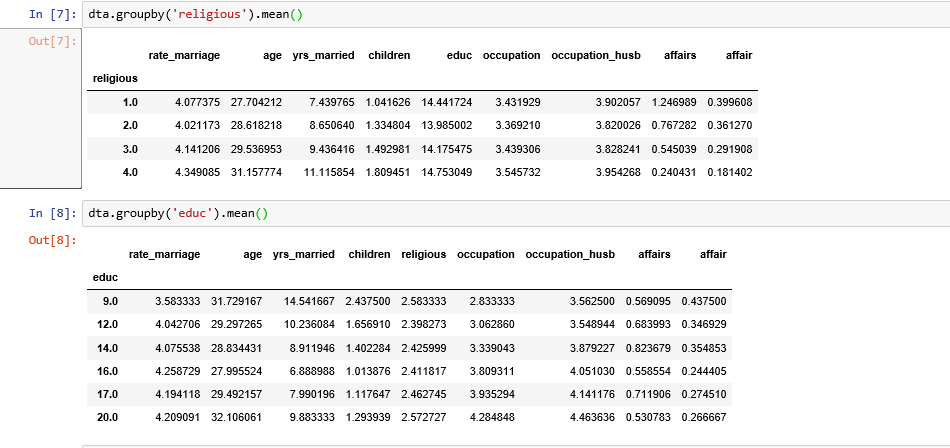 In [7]: dta.groupby('religious').mean()
Out[7]:
rate_marriage age yrs_married children educ occupation occupation_husb affairs affair
religious
1.0 4.077375 27.704212 7.439765 1.041626 14.441724 3.431929 3.902057 1.246989 0.399608
2.0 4.021173 28.618218 8.650640 1.334804 13.985002 3.369210 3.820026 0.767282 0.361270
3.0 4.141206 29.536953 9.436416 1.492981 14.175475 3.439306 3.828241 0.545039 0.291908
4.0 4.349085 31.157774 11.115854 1.809451 14.753049 3.545732 3.954268 0.240431 0.181402
In [8]: dta.groupby('educ').mean()
Out[8]:
rate_marriage age yrs_married children religious occupation occupation_husb affairs affair
educ
9.0 3.583333 31.729167 14.541667 2.437500 2.583333 2.833333 3.562500 0.569095 0.437500
12.0 4.042706 29.297265 10.236084 1.656910 2.398273 3.062860 3.548944 0.683993 0.346929
14.0 4.075538 28.834431 8.911946 1.402284 2.425999 3.339043 3.879227 0.823679 0.354853
16.0 4.258729 27.995524 6.888988 1.013876 2.411817 3.809311 4.051030 0.558554 0.244405
17.0 4.194118 29.492157 7.990196 1.117647 2.462745 3.935294 4.141176 0.711906 0.274510
20.0 4.209091 32.106061 9.883333 1.293939 2.572727 4.284848 4.463636 0.530783 0.266667